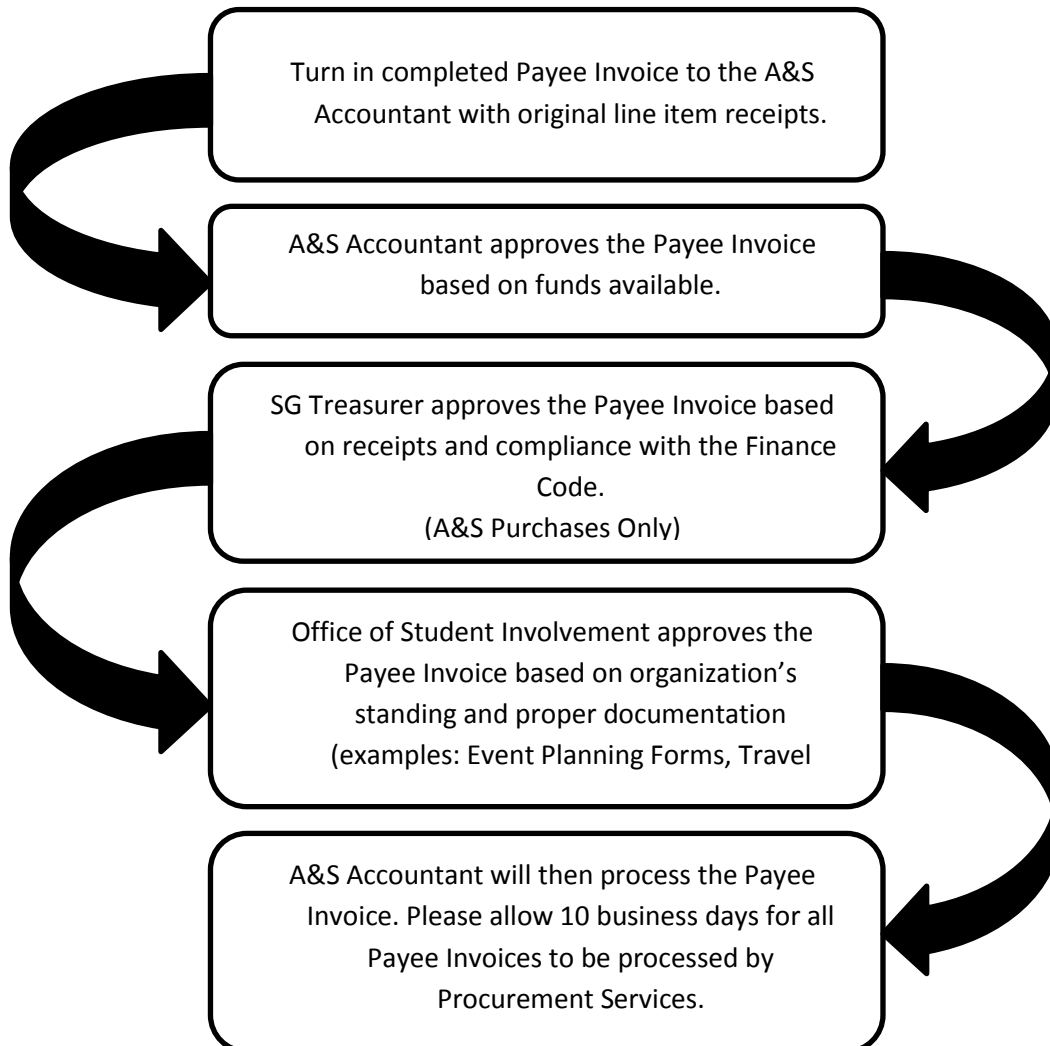 Turn in completed Payee Invoice to the A&S
Accountant with original line item receipts.
A&S Accountant approves the Payee Invoice
based on funds available.
SG Treasurer approves the Payee Invoice based
on receipts and compliance with the Finance
Code.
(A&S Purchases Only)
Office of Student Involvement approves the
Payee Invoice based on organization’s
standing and proper documentation
(examples: Event Planning Forms, Travel
A&S Accountant will then process the Payee
Invoice. Please allow 10 business days for all
Payee Invoices to be processed by
Procurement Services.